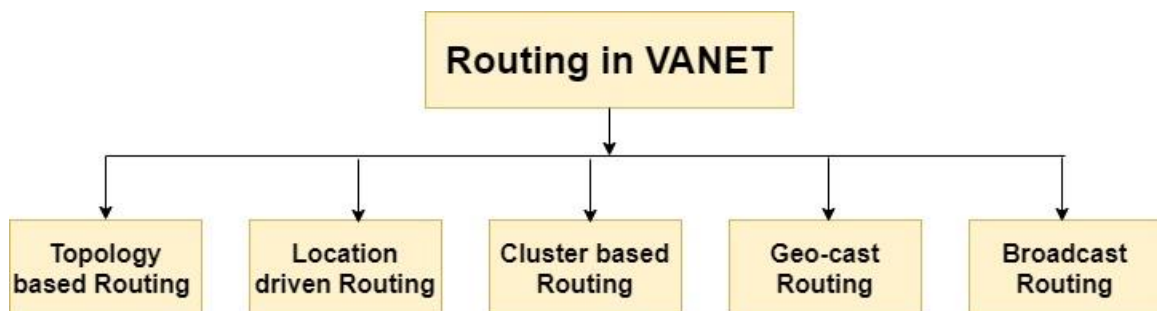 Routing in VANET
Topology
based Routing
Location
driven Routing
Cluster based
Routing
Geo-cast
Routing
Broadcast
Routing